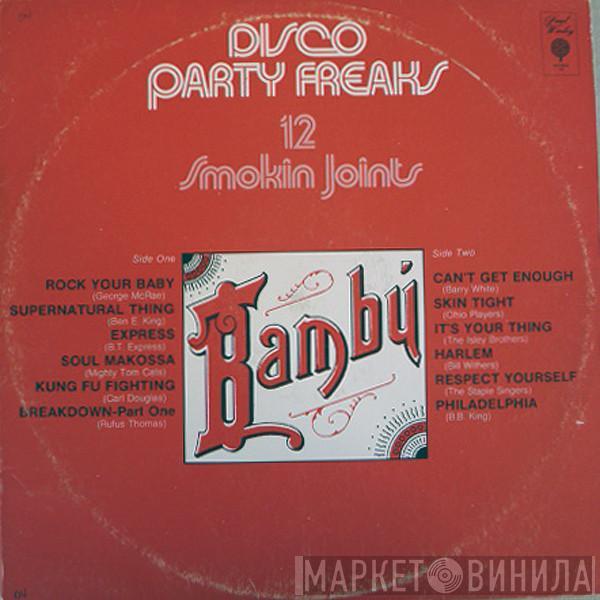 DISCO
PARTY FREAKS
12
Smokin Joints
Side One
ROCK YOUR BABY
(George McRae)
SUPERNATURAL THING
(Ben E. King)
EXPRESS
(B.T. Express)
SOUL MAKOSSA
(Mighty Tom Cats)
KUNG FU FIGHTING
(Carl Douglas)
BREAKDOWN-Part One
(Rufus Thomas)
Bambú
Side Two
CAN'T GET ENOUGH
(Barry White)
SKIN TIGHT
(Ohio Players)
IT'S YOUR THING
(The Isley Brothers)
HARLEM
(Bill Withers)
RESPECT YOURSELF
(The Staple Singers)
PHILADELPHIA
(B.B. King)
МАРКЕТ ВИНИЛА